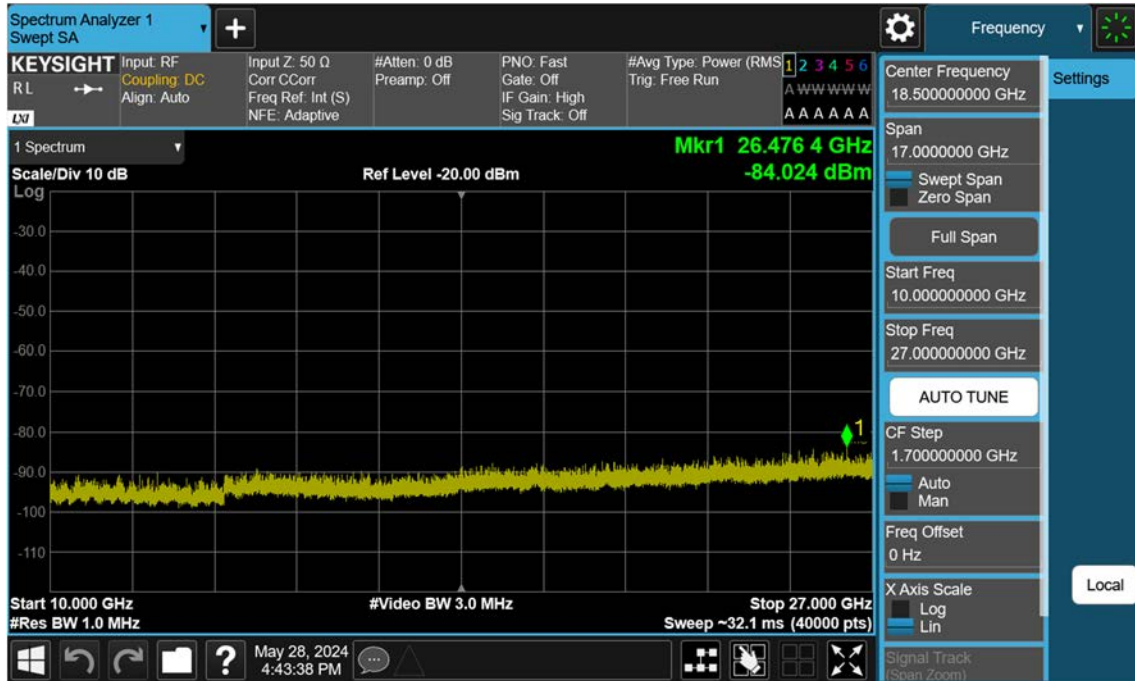 Spectrum Analyzer 1
Swept SA
+
Frequency
KEYSIGHT
R L
LXI
Input: RF
Coupling: DC
Align: Auto
Input Z: 50 Ω
Corr CCorr
Freq Ref: Int (S)
NFE: Adaptive
#Atten: 0 dB
Preamp: Off
PNO: Fast
Gate: Off
IF Gain: High
Sig Track: Off
#Avg Type: Power (RMS
Trig: Free Run
1 2 3 4 5 6
A W W W W W
A A A A A A
1 Spectrum
Scale/Div 10 dB
Ref Level -20.00 dBm
Mkr1 26.476 4 GHz
-84.024 dBm
Log
-30.0
-40.0
-50.0
-60.0
-70.0
-80.0
-90.0
-100
-110
1
Start 10.000 GHz
#Res BW 1.0 MHz
#Video BW 3.0 MHz
Stop 27.000 GHz
Sweep ~32.1 ms (40000 pts)
Center Frequency
18.500000000 GHz
Span
17.0000000 GHz
Swept Span
Zero Span
Full Span
Start Freq
10.000000000 GHz
Stop Freq
27.000000000 GHz
AUTO TUNE
CF Step
1.700000000 GHz
Auto
Man
Freq Offset
0 Hz
X Axis Scale
Log
Lin
Signal Track
(Span Zoom)
Settings
Local
?
May 28, 2024
4:43:38 PM